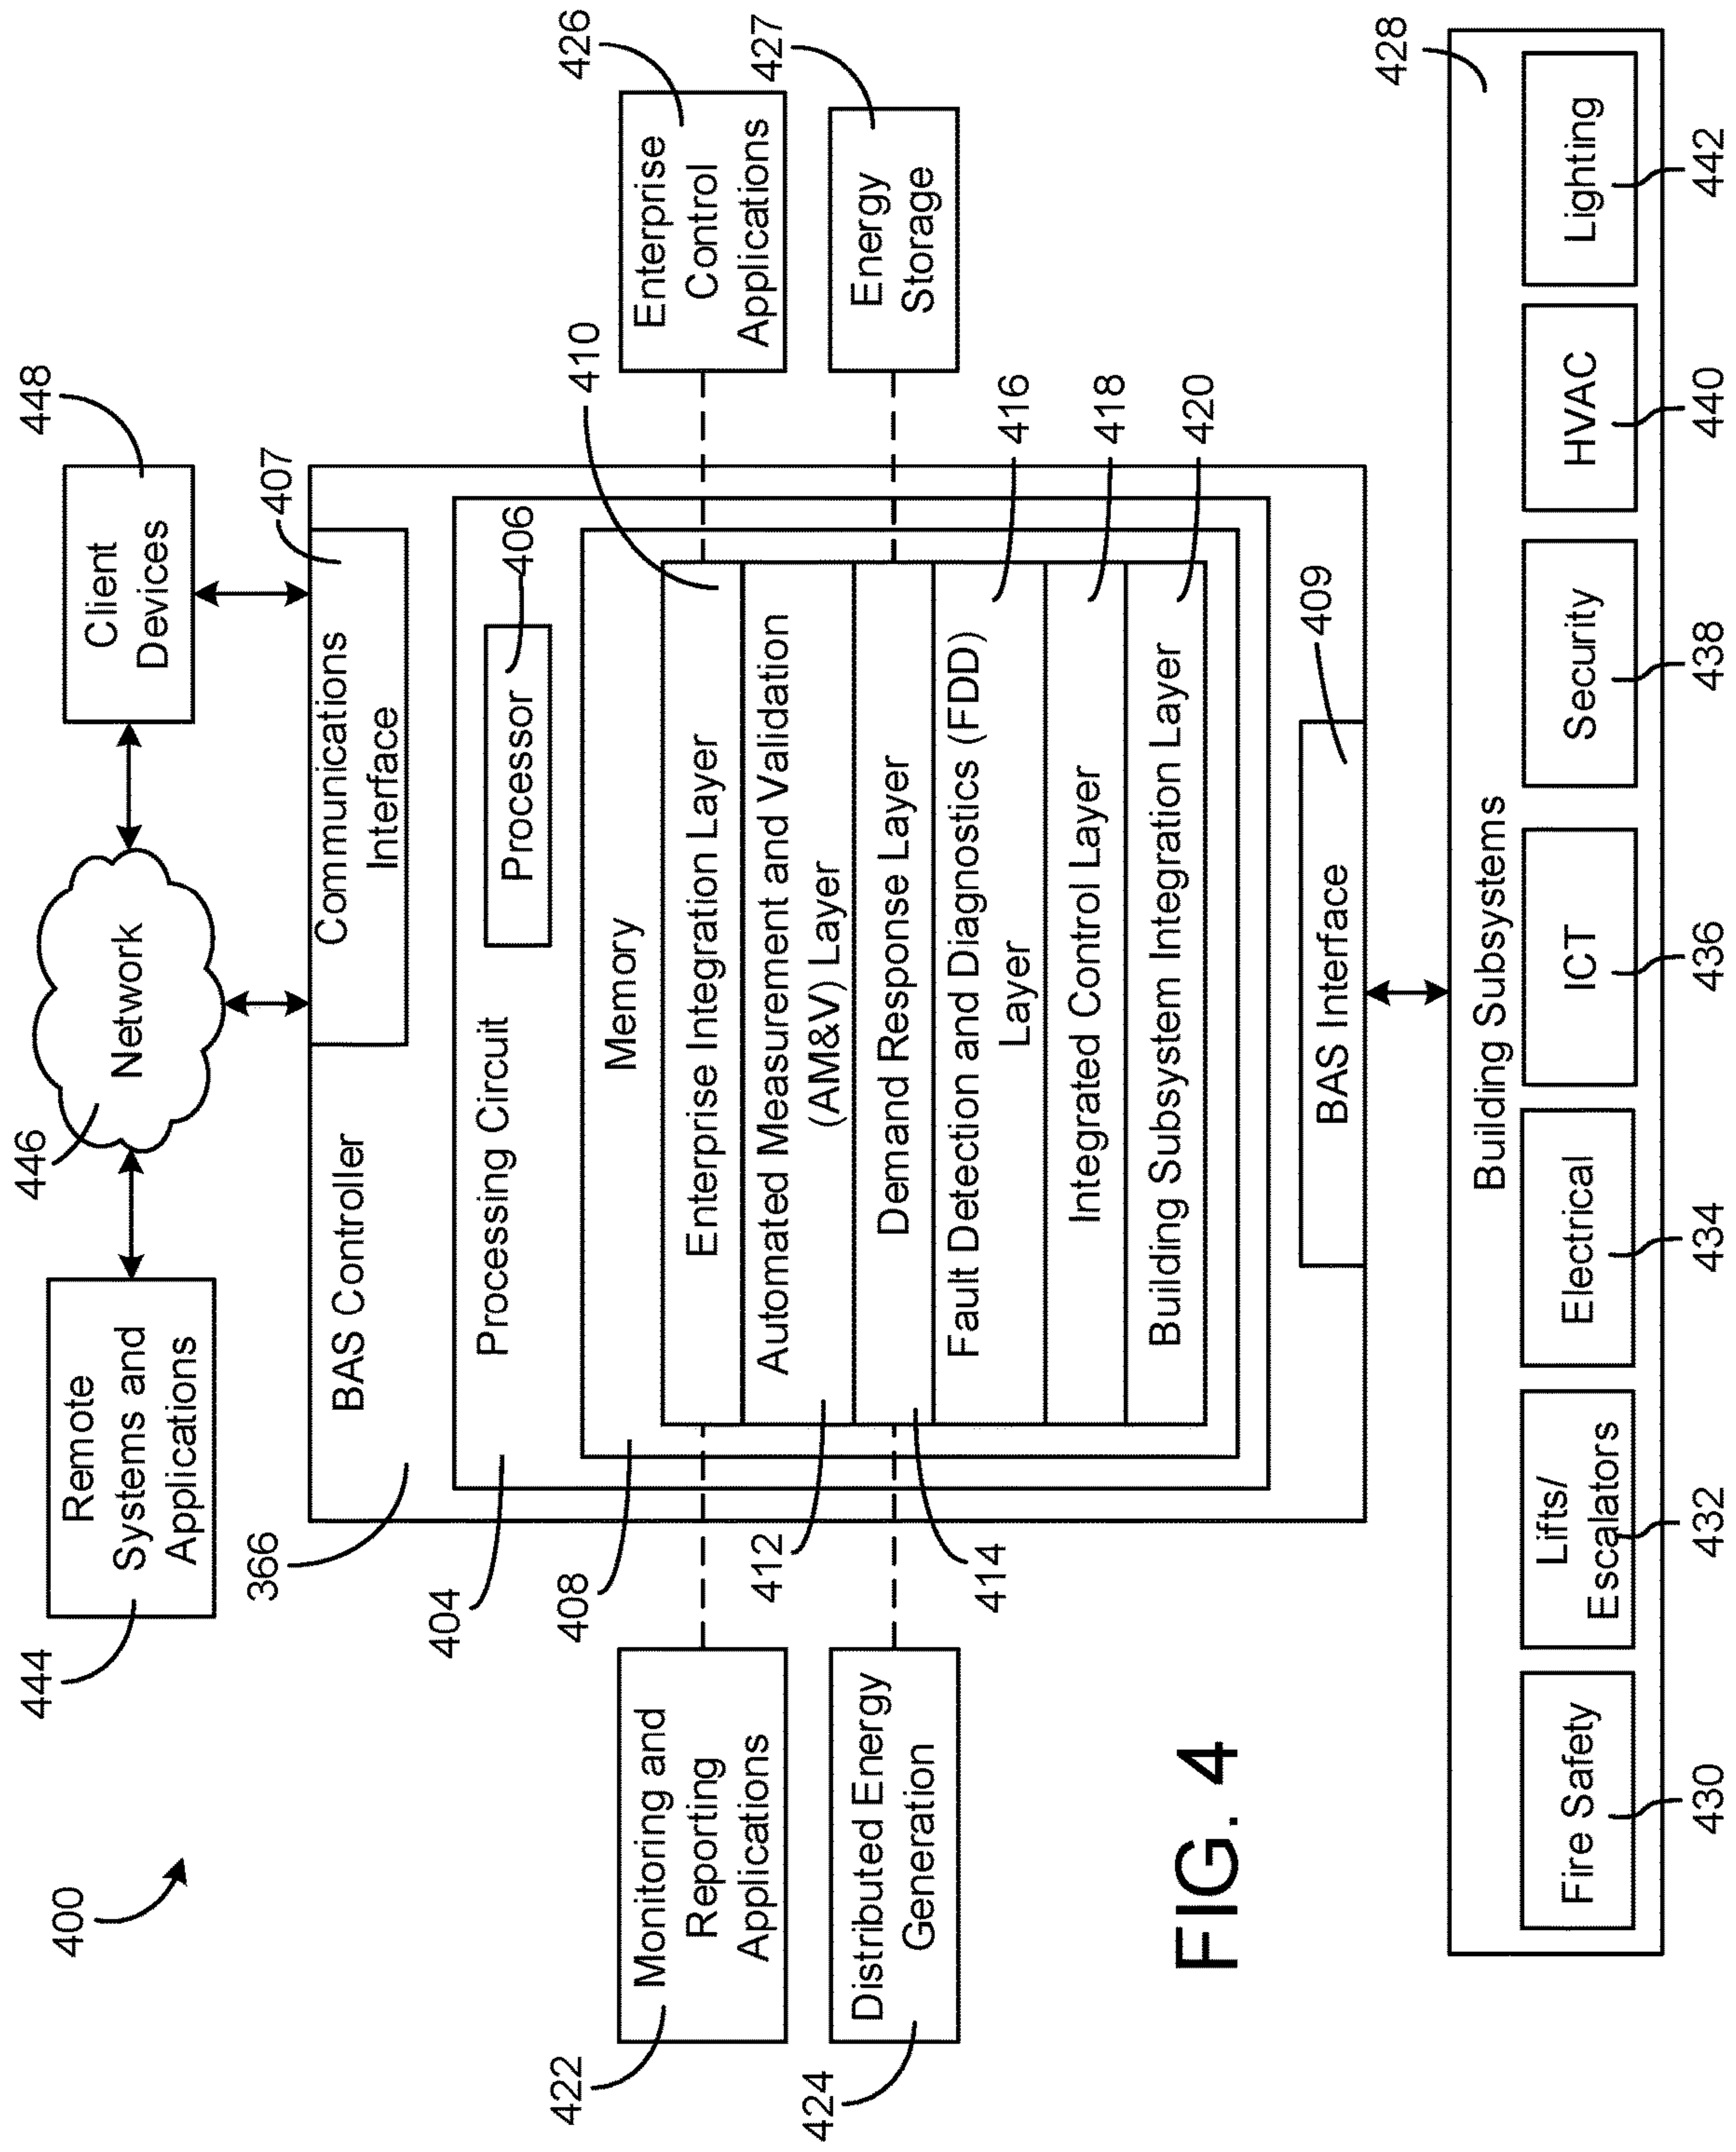 400
444
Remote
Systems and
Applications
446
Network
Client
Devices
448
366
BAS Controller
Communications
Interface
407
404
Processing Circuit
Processor
406
408
Memory
410
Enterprise Integration Layer
Automated Measurement and Validation
(AM&V) Layer
412
Demand Response Layer
414
Fault Detection and Diagnostics (FDD)
Layer
416
Integrated Control Layer
418
Building Subsystem Integration Layer
420
422
Monitoring and
Reporting
Applications
424
Distributed Energy
Generation
426
Enterprise
Control
Applications
427
Energy
Storage
BAS Interface
409
FIG. 4
Building Subsystems
428
Fire Safety
Lifts/
Escalators
Electrical
ICT
Security
HVAC
Lighting
430
432
434
436
438
440
442